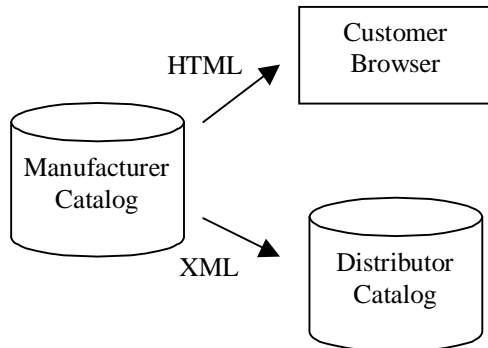 Customer
Browser
HTML
Manufacturer
Catalog
XML
Distributor
Catalog